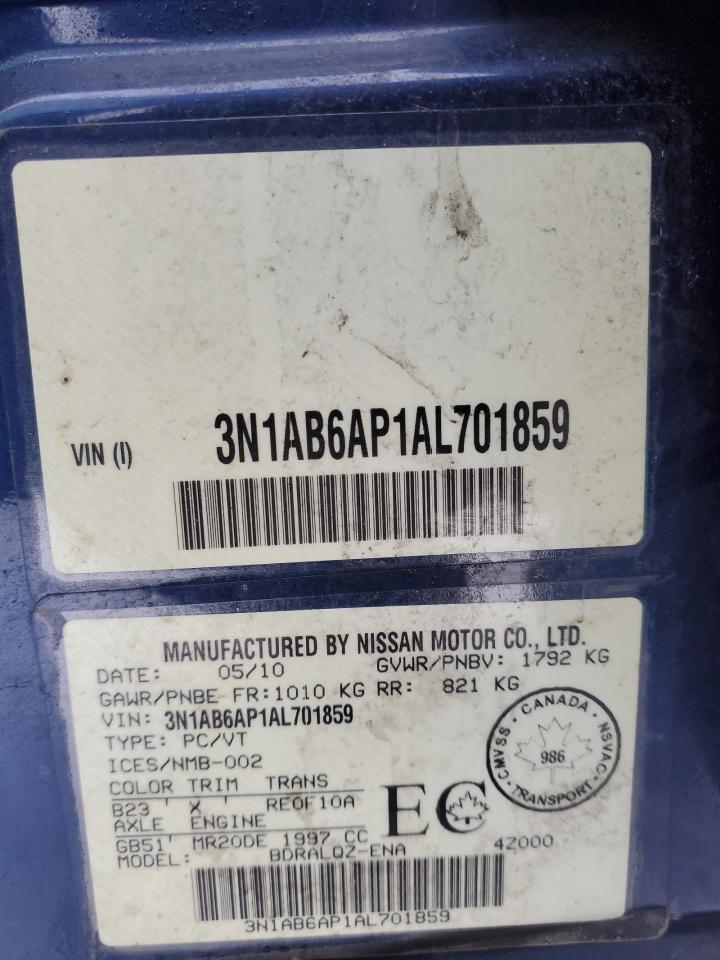 VIN (I) 3N1AB6AP1AL701859
MANUFACTURED BY NISSAN MOTOR CO., LTD.
DATE: 05/10 GVWR/PNBV: 1792 KG
GAWR/PNBE FR:1010 KG RR: 821 KG
VIN: 3N1AB6AP1AL701859
TYPE: PC/VT
ICES/NMB-002
CANADA · NSVAC · TRANSPORT · CMVSS
986
COLOR TRIM TRANS
B23 ' X ' RE0F10A
AXLE ENGINE
GB51' MR20DE 1997 CC
EC
MODEL: BDRALQZ-ENA 4Z000
3N1AB6AP1AL701859